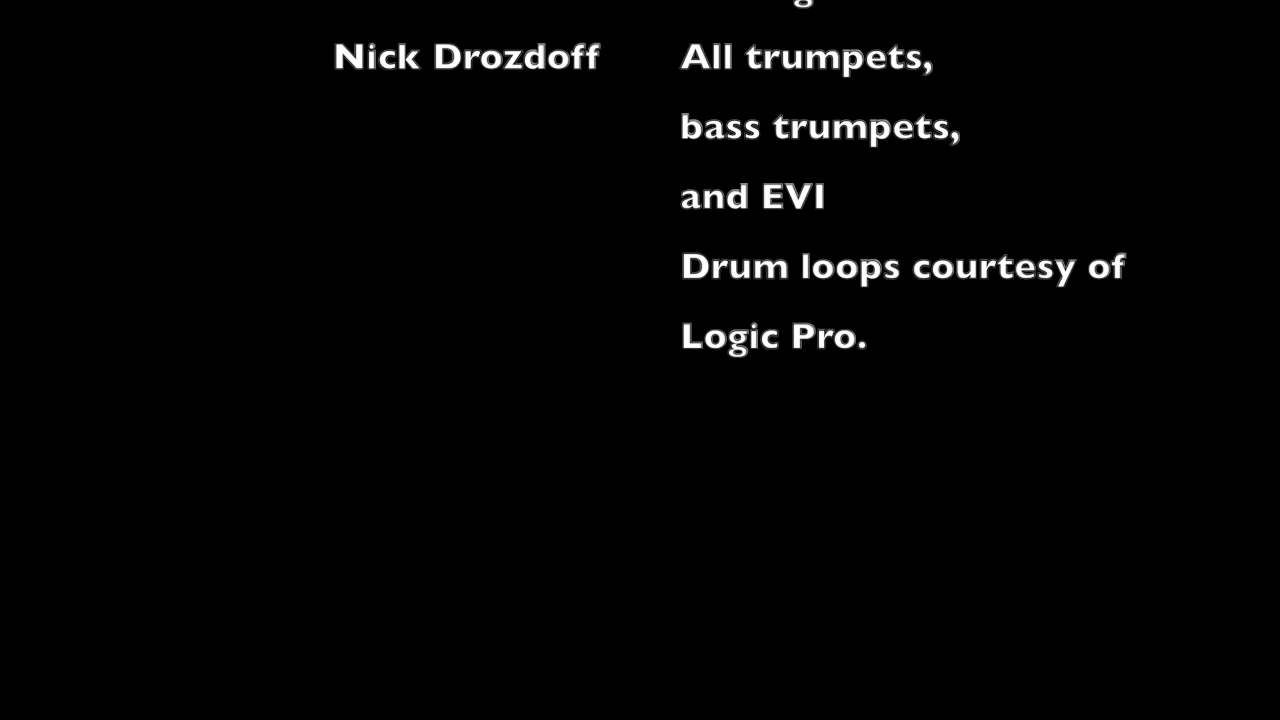 Nick Drozdoff All trumpets,
bass trumpets,
and EVI
Drum loops courtesy of
Logic Pro.